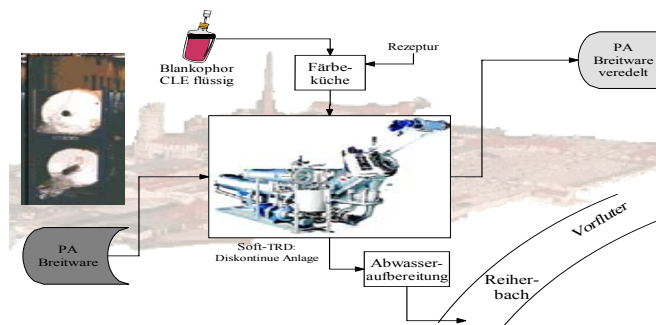 Blankophor
CLE flüssig
Färbe-
küche
Rezeptur
PA
Breitware
veredelt
PA
Breitware
Soft-TRD:
Diskontinue Anlage
Abwasser-
aufbereitung
Reiher-
bach
Vorfluter